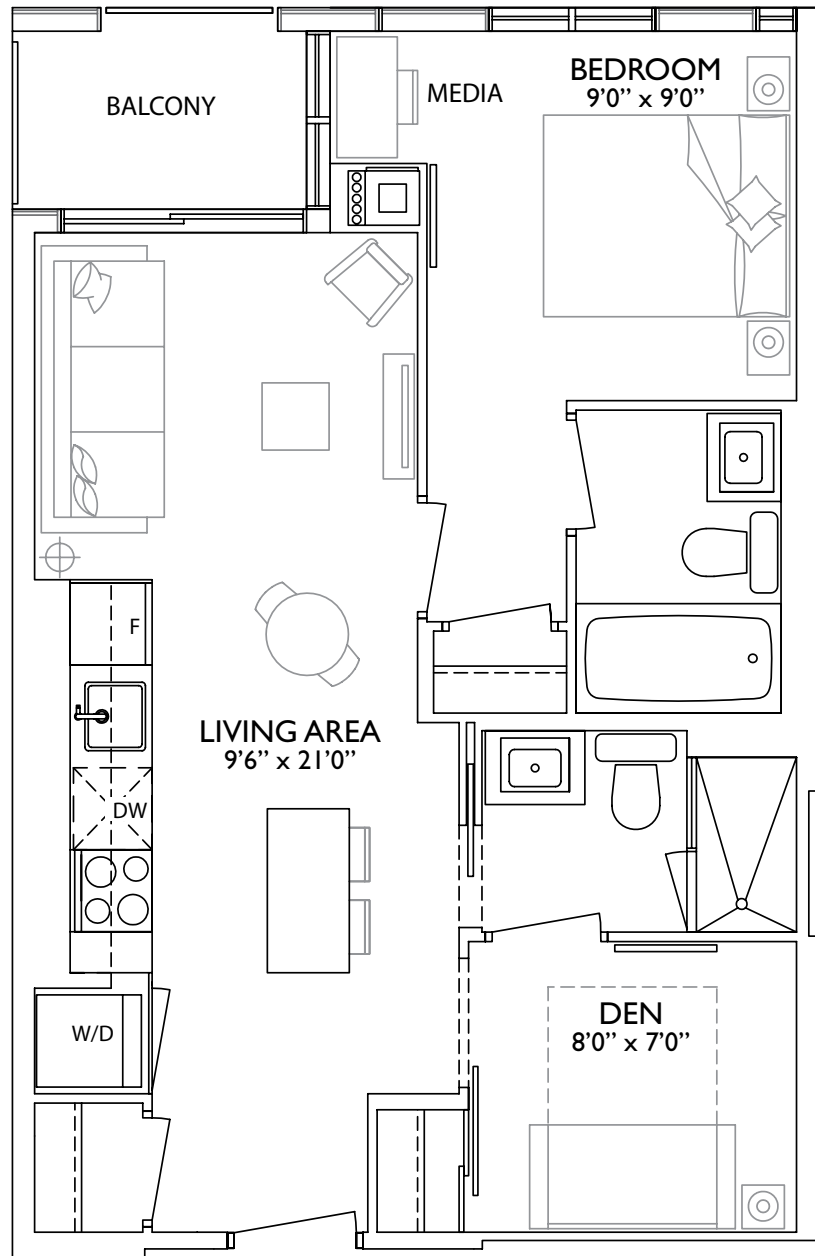 BALCONY
MEDIA
BEDROOM
9’0” x 9’0”
F
LIVING AREA
9’6” x 21’0”
DW
W/D
DEN
8’0” x 7’0”